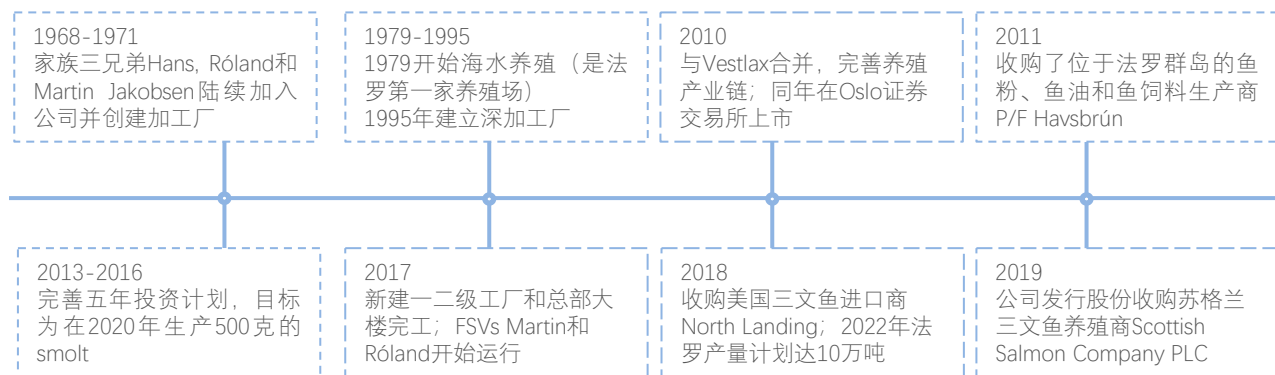 1968-1971
家族三兄弟Hans, Róland和
Martin Jakobsen陆续加入
公司并创建加工厂
1979-1995
1979开始海水养殖（是法
罗第一家养殖场）
1995年建立深加工厂
2010
与Vestlax合并，完善养殖
产业链；同年在Oslo证券
交易所上市
2011
收购了位于法罗群岛的鱼
粉、鱼油和鱼饲料生产商
P/F Havsbrún
2013-2016
完善五年投资计划，目标
为在2020年生产500克的
smolt
2017
新建一二级工厂和总部大
楼完工；FSVs Martin和
Róland开始运行
2018
收购美国三文鱼进口商
North Landing；2022年法
罗产量计划达10万吨
2019
公司发行股份收购苏格兰
三文鱼养殖商Scottish
Salmon Company PLC